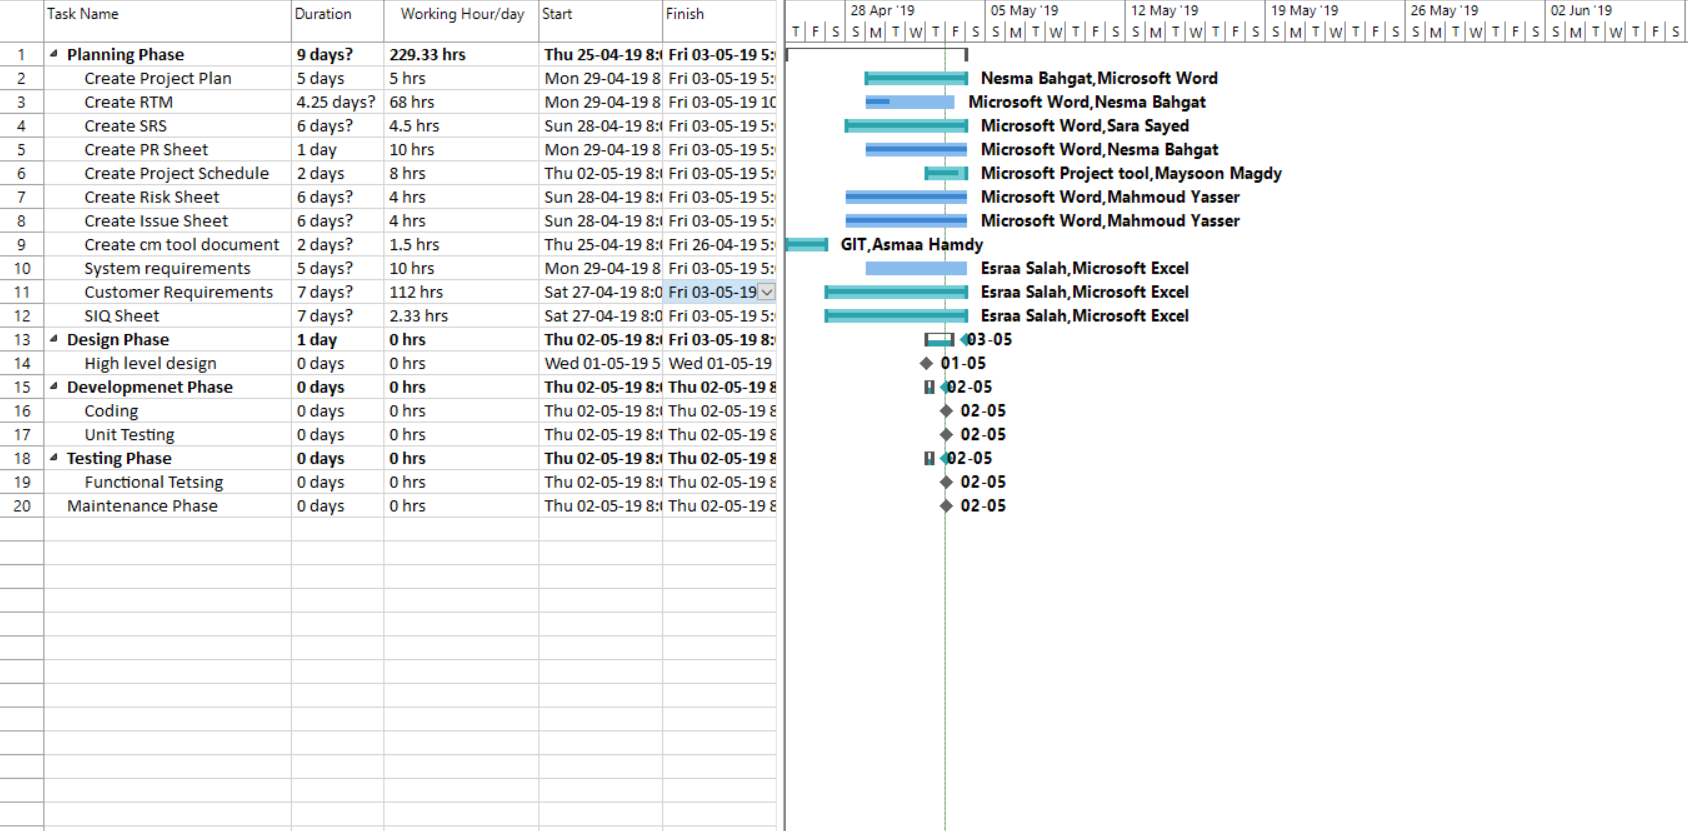 Task Name Duration Working Hour/day Start Finish
28 Apr '19 05 May '19 12 May '19 19 May '19 26 May '19 02 Jun '19
T F S S M T W T F S S M T W T F S S M T W T F S S M T W T F S S M T W T F S S M T W T F S
1 Planning Phase 9 days? 229.33 hrs Thu 25-04-19 8:0 Fri 03-05-19 5:
2 Create Project Plan 5 days 5 hrs Mon 29-04-19 8 Fri 03-05-19 5: Nesma Bahgat,Microsoft Word
3 Create RTM 4.25 days? 68 hrs Mon 29-04-19 8 Fri 03-05-19 10 Microsoft Word,Nesma Bahgat
4 Create SRS 6 days? 4.5 hrs Sun 28-04-19 8:0 Fri 03-05-19 5: Microsoft Word,Sara Sayed
5 Create PR Sheet 1 day 10 hrs Mon 29-04-19 8 Fri 03-05-19 5: Microsoft Word,Nesma Bahgat
6 Create Project Schedule 2 days 8 hrs Thu 02-05-19 8: Fri 03-05-19 5: Microsoft Project tool,Maysoon Magdy
7 Create Risk Sheet 6 days? 4 hrs Sun 28-04-19 8:0 Fri 03-05-19 5: Microsoft Word,Mahmoud Yasser
8 Create Issue Sheet 6 days? 4 hrs Sun 28-04-19 8:0 Fri 03-05-19 5: Microsoft Word,Mahmoud Yasser
9 Create cm tool document 2 days? 1.5 hrs Thu 25-04-19 8: Fri 26-04-19 5: GIT,Asmaa Hamdy
10 System requirements 5 days? 10 hrs Mon 29-04-19 8 Fri 03-05-19 5: Esraa Salah,Microsoft Excel
11 Customer Requirements 7 days? 112 hrs Sat 27-04-19 8:0 Fri 03-05-19 Esraa Salah,Microsoft Excel
12 SIQ Sheet 7 days? 2.33 hrs Sat 27-04-19 8:0 Fri 03-05-19 5: Esraa Salah,Microsoft Excel
13 Design Phase 1 day 0 hrs Thu 02-05-19 8: Fri 03-05-19 8: 03-05
14 High level design 0 days 0 hrs Wed 01-05-19 5 Wed 01-05-19 01-05
15 Developmenet Phase 0 days 0 hrs Thu 02-05-19 8: Thu 02-05-19 8 02-05
16 Coding 0 days 0 hrs Thu 02-05-19 8: Thu 02-05-19 8 02-05
17 Unit Testing 0 days 0 hrs Thu 02-05-19 8: Thu 02-05-19 8 02-05
18 Testing Phase 0 days 0 hrs Thu 02-05-19 8: Thu 02-05-19 8 02-05
19 Functional Tetsing 0 days 0 hrs Thu 02-05-19 8: Thu 02-05-19 8 02-05
20 Maintenance Phase 0 days 0 hrs Thu 02-05-19 8: Thu 02-05-19 8 02-05